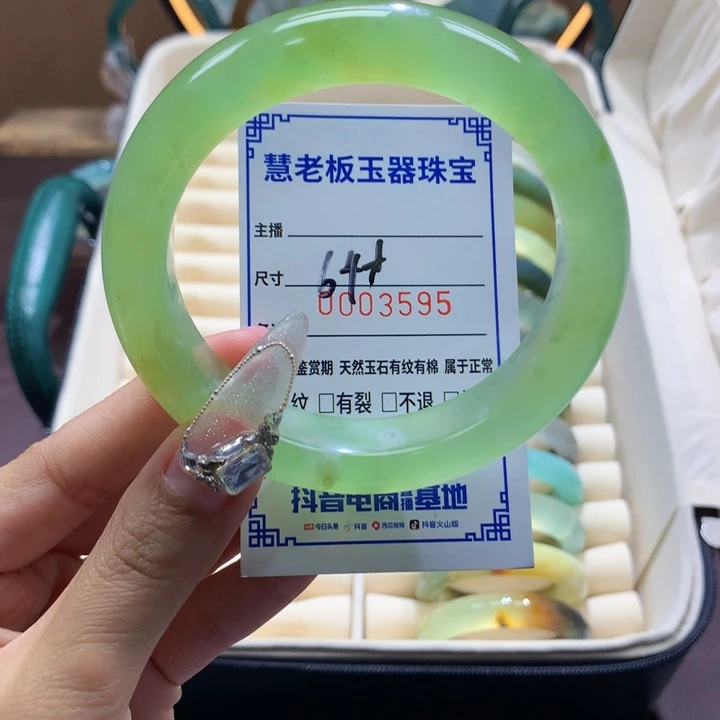 慧老板玉器珠宝
主播
尺寸 64+
0003595
鉴赏期 天然玉石有纹有棉 属于正常
纹 □有裂 □不退
抖音电商直播基地
今日头条 抖音 西瓜视频 抖音火山版